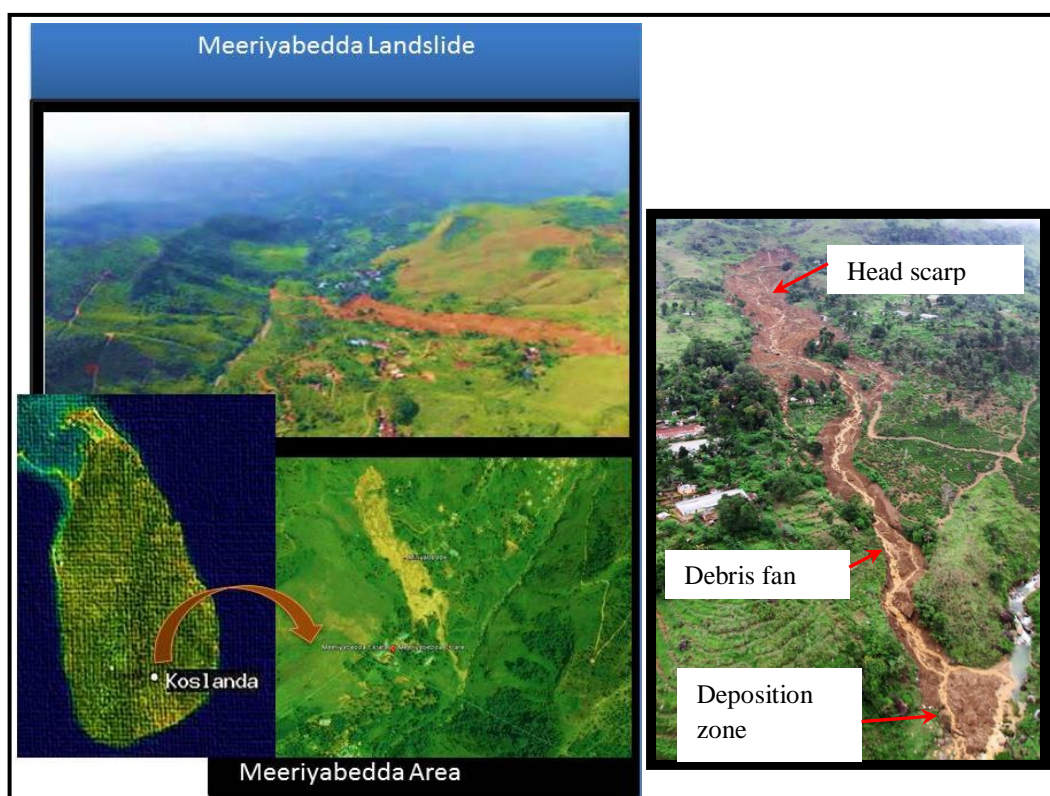 Meeriyabedda Landslide
Head scarp
Debris fan
Deposition
zone
Koslanda
Meeriyabedda Area